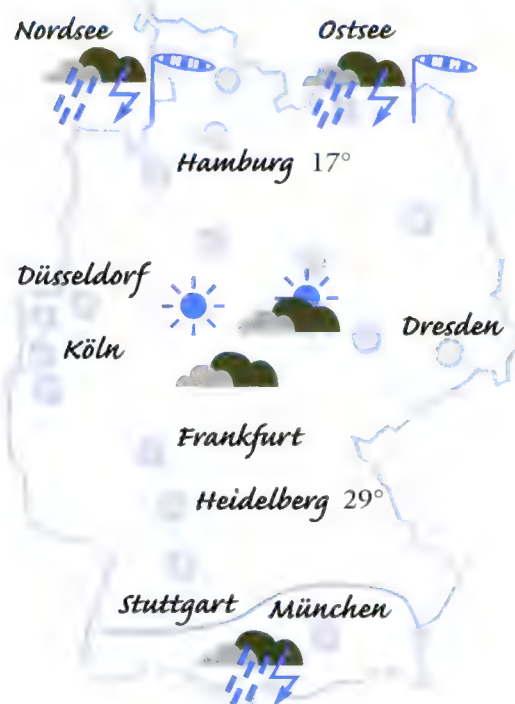 Nordsee Ostsee
Hamburg 17°
Düsseldorf
Dresden
Köln
Frankfurt
Heidelberg 29°
Stuttgart München